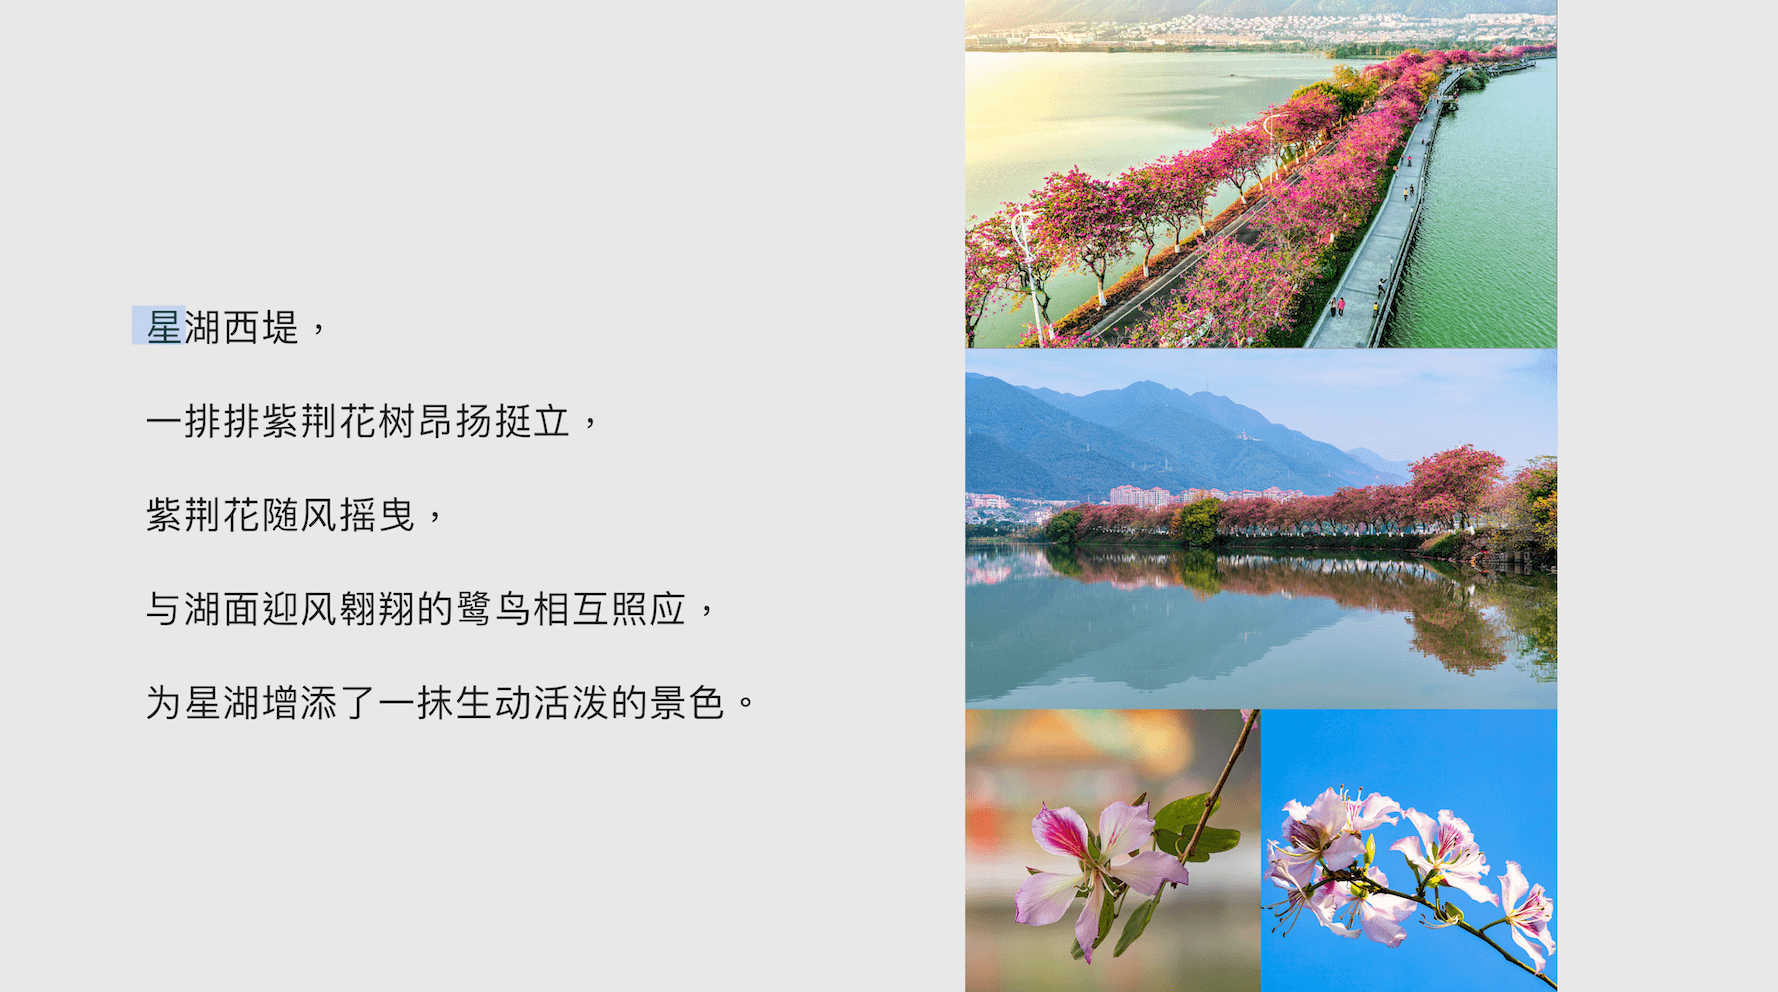 星湖西堤，
一排排紫荆花树昂扬挺立，
紫荆花随风摇曳，
与湖面迎风翱翔的鹭鸟相互照应，
为星湖增添了一抹生动活泼的景色。